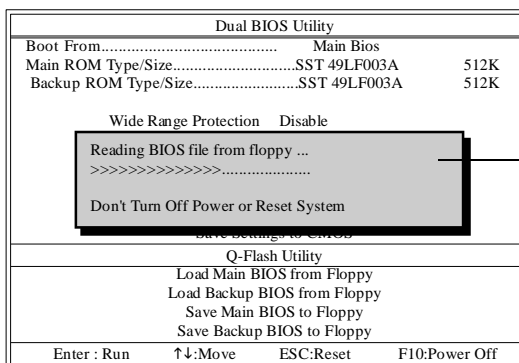 Dual BIOS Utility
Boot From.......................................... Main Bios
Main ROM Type/Size.............................SST 49LF003A 512K
Backup ROM Type/Size.........................SST 49LF003A 512K
Wide Range Protection Disable
Reading BIOS file from floppy ...
>>>>>>>>>>>>>>.....................
Don't Turn Off Power or Reset System
Save Settings to CMOS
Q-Flash Utility
Load Main BIOS from Floppy
Load Backup BIOS from Floppy
Save Main BIOS to Floppy
Save Backup BIOS to Floppy
Enter : Run ↑↓:Move ESC:Reset F10:Power Off